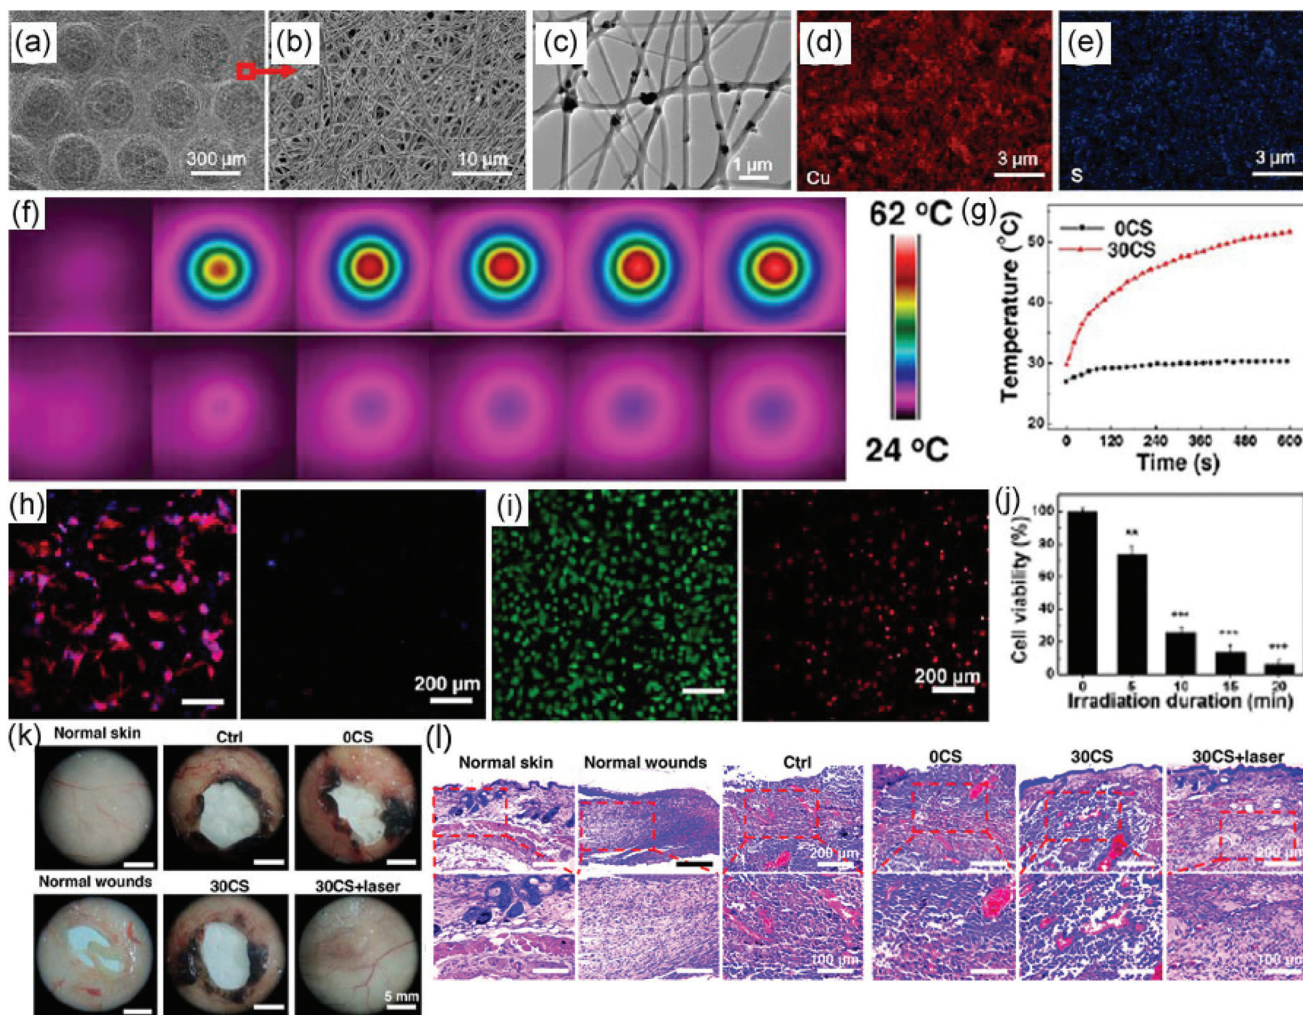 (a)
300 µm
(b)
10 µm
(c)
1 µm
(d)
Cu
3 µm
(e)
S
3 µm
(f)
62 ºC
24 ºC
(g)
Temperature (°C)
50
40
30
20
0CS
30CS
0 120 240 360 480 600
Time (s)
(h)
200 µm
(i)
200 µm
(j)
Cell viability (%)
100
80
60
40
20
0
**
***
***
***
0 5 10 15 20
Irradiation duration (min)
(k)
Normal skin Ctrl 0CS
Normal wounds 30CS 30CS+laser
5 mm
(l)
Normal skin Normal wounds Ctrl 0CS 30CS 30CS+laser
200 µm 200 µm
100 µm 100 µm